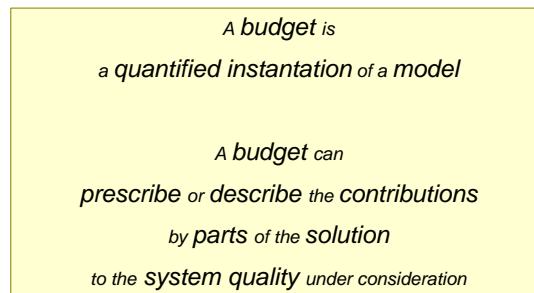 A budget is
a quantified instantation of a model
A budget can
prescribe or describe the contributions
by parts of the solution
to the system quality under consideration